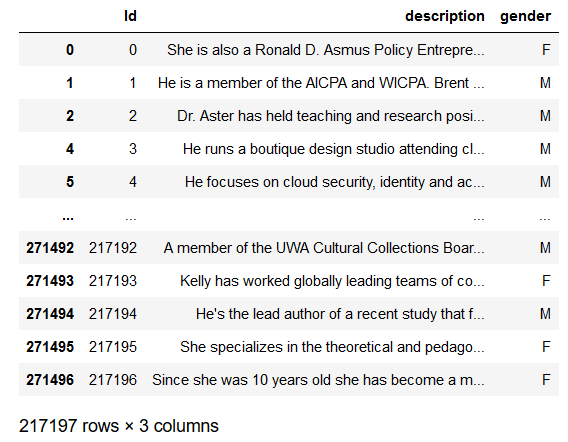 Id description gender
0 0 She is also a Ronald D. Asmus Policy Entrepre... F
1 1 He is a member of the AICPA and WICPA. Brent ... M
2 2 Dr. Aster has held teaching and research posi... M
4 3 He runs a boutique design studio attending cl... M
5 4 He focuses on cloud security, identity and ac... M
... ... ... ...
271492 217192 A member of the UWA Cultural Collections Boar... M
271493 217193 Kelly has worked globally leading teams of co... F
271494 217194 He's the lead author of a recent study that f... M
271495 217195 She specializes in the theoretical and pedago... F
271496 217196 Since she was 10 years old she has become a m... F
217197 rows × 3 columns